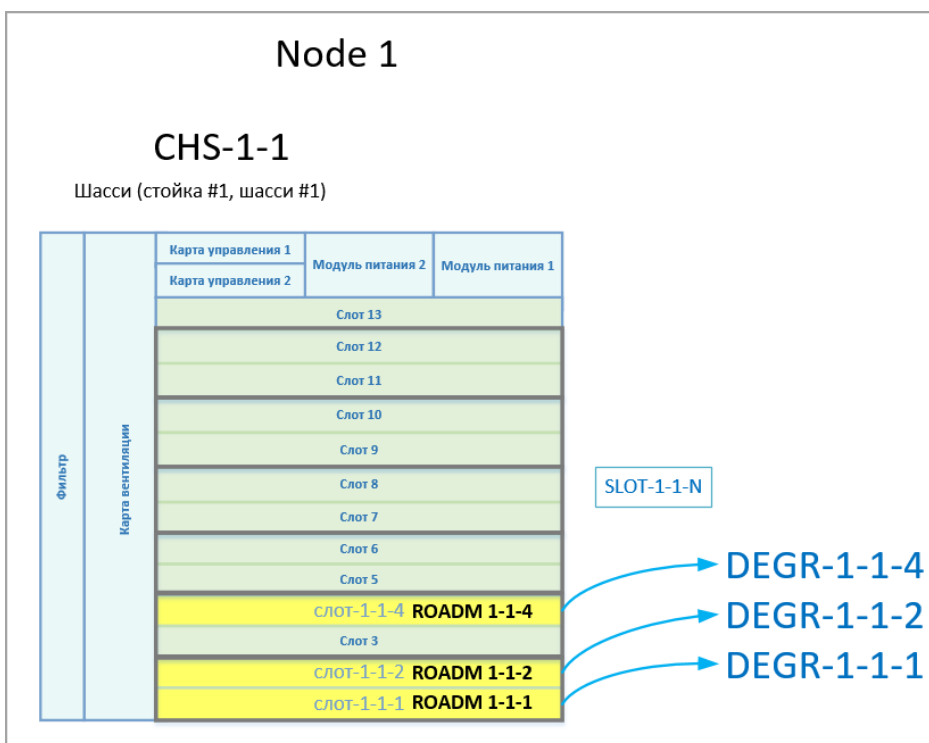 Node 1
CHS-1-1
Шасси (стойка #1, шасси #1)
Фильтр
Карта вентиляции
Карта управления 1
Карта управления 2
Модуль питания 2
Модуль питания 1
Слот 13
Слот 12
Слот 11
Слот 10
Слот 9
Слот 8
Слот 7
Слот 6
Слот 5
слот-1-1-4 ROADM 1-1-4
Слот 3
слот-1-1-2 ROADM 1-1-2
слот-1-1-1 ROADM 1-1-1
SLOT-1-1-N
DEGR-1-1-4
DEGR-1-1-2
DEGR-1-1-1